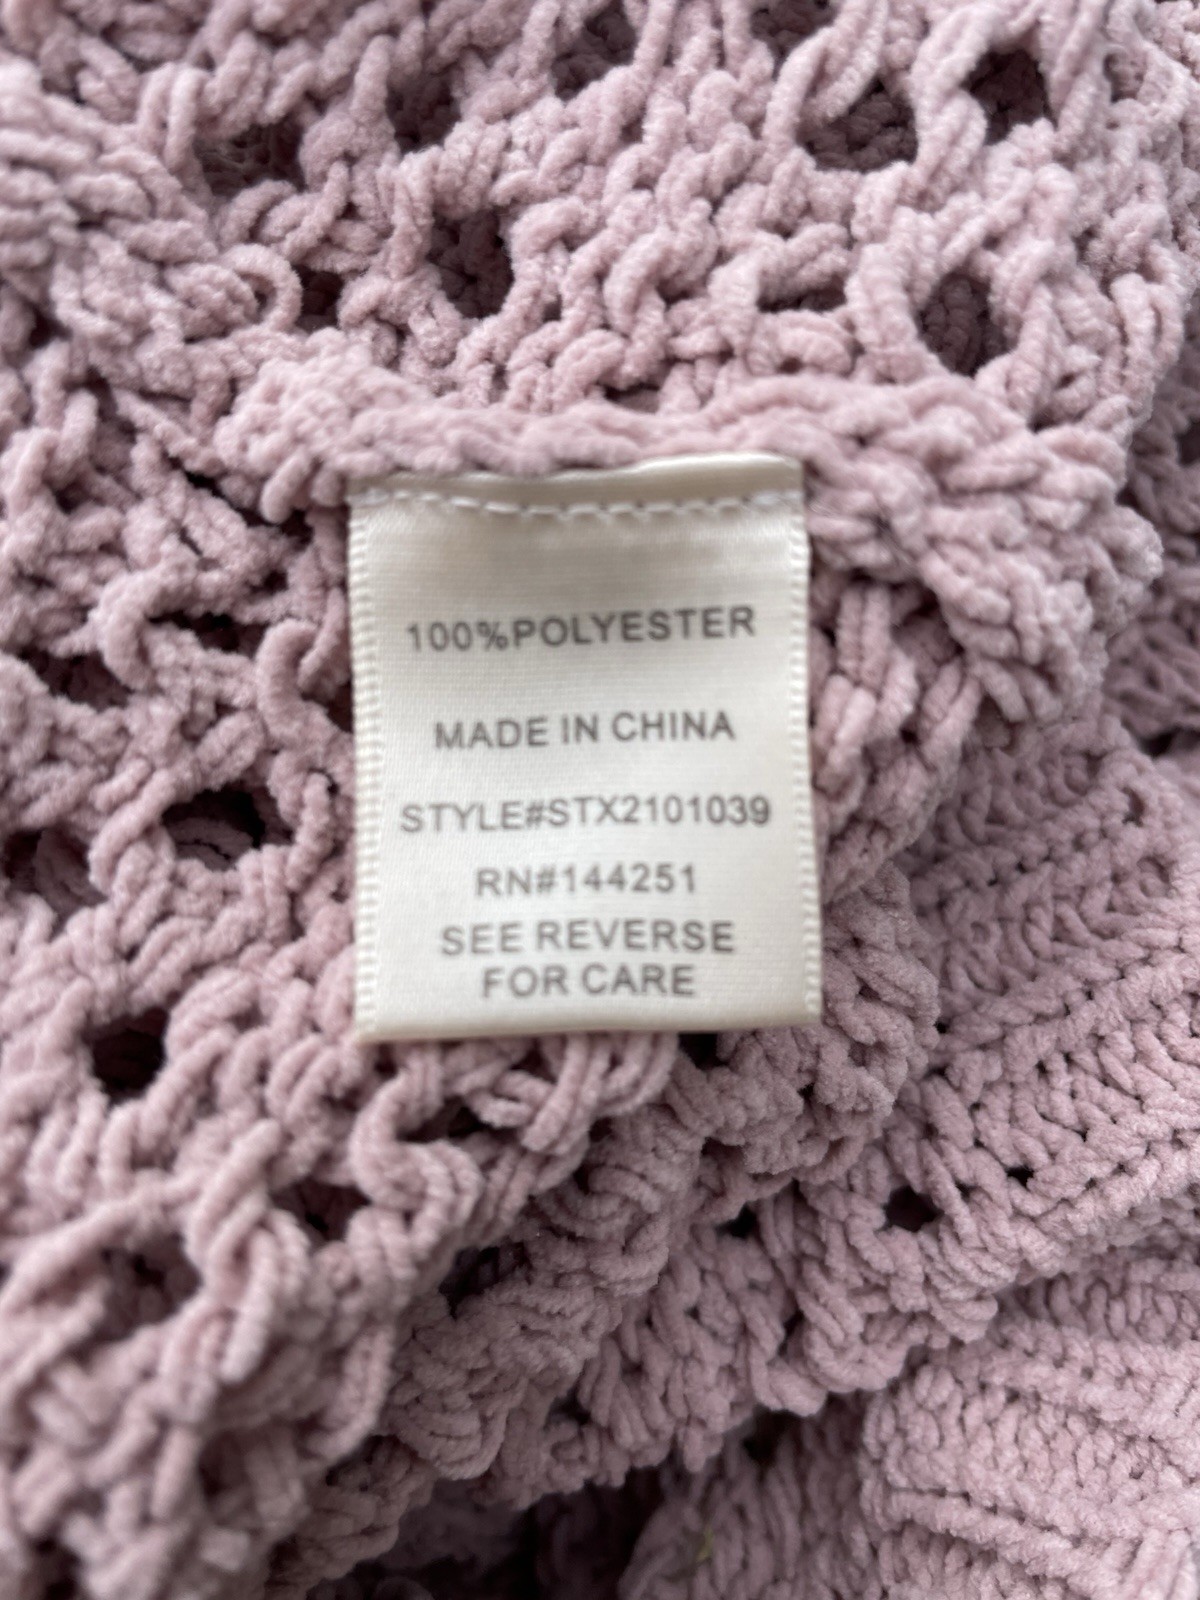 100%POLYESTER
MADE IN CHINA
STYLE#STX2101039
RN#144251
SEE REVERSE
FOR CARE